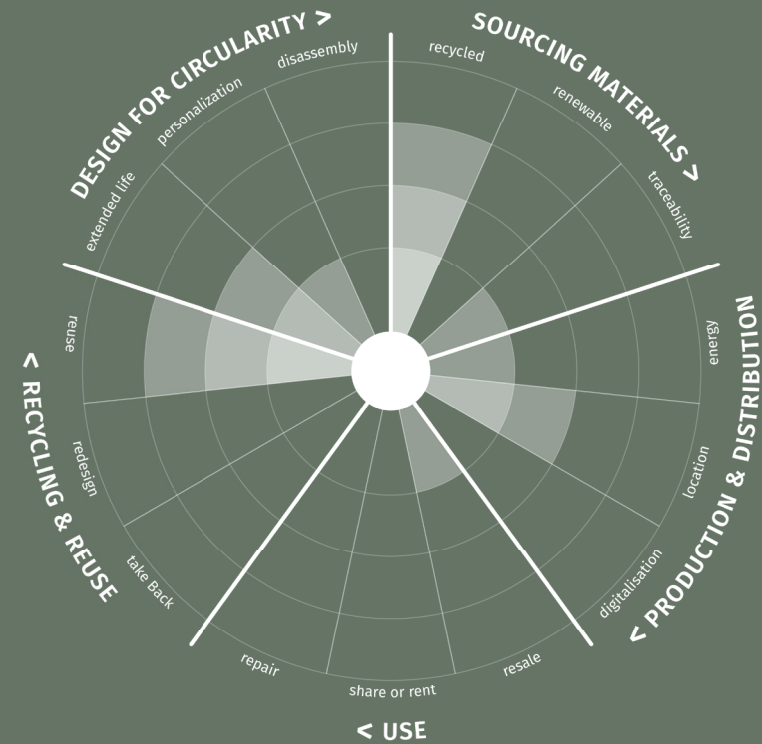 DESIGN FOR CIRCULARITY >
SOURCING MATERIALS >
disassembly
recycled
personalization
renewable
extended life
traceability
reuse
energy
< RECYCLING & REUSE
< PRODUCTION & DISTRIBUTION
redesign
location
take Back
digitalisation
repair
share or rent
resale
< USE